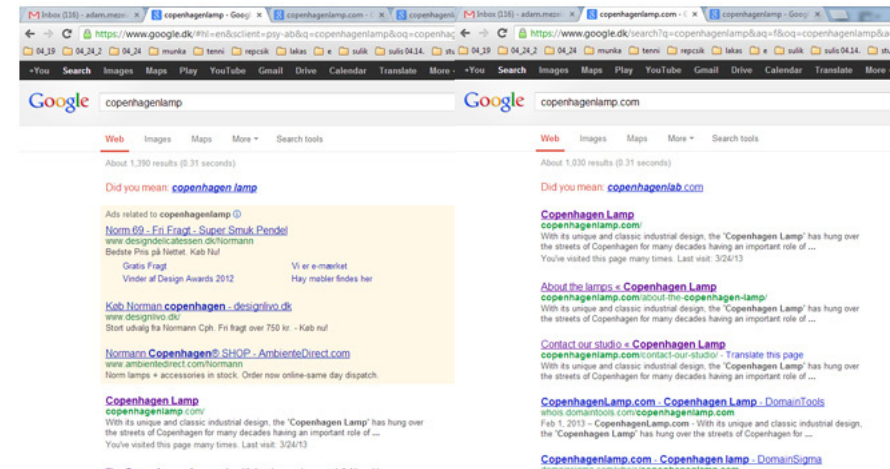 Inbox (116) - adam.mezni
copenhagenlamp - Googl
copenhagenlamp.com - G
copenhagenl
https://www.google.dk/#hl=en&sclient=psy-ab&q=copenhagenlamp&oq=copenhag
04_19 04_24_2 04_24 munka tenni repcsik lakas e sulik sulis 04.14.
+You Search Images Maps Play YouTube Gmail Drive Calendar Translate More
Google copenhagenlamp
Web Images Maps More Search tools
About 1,390 results (0.31 seconds)
Did you mean: copenhagen lamp
Ads related to copenhagenlamp
Norm 69 - Fri Fragt - Super Smuk Pendel
www.designdelicatessen.dk/Normann
Bedste Pris på Nettet. Køb Nu!
Gratis Fragt Vi er e-mærket
Vinder af Design Awards 2012 Hay møbler findes her
Køb Norman copenhagen - designlivo.dk
www.designlivo.dk/
Stort udvalg fra Normann Cph. Fri fragt over 750 kr. - Køb nu!
Normann Copenhagen® SHOP - AmbienteDirect.com
www.ambientedirect.com/Normann
Norm lamps + accessories in stock. Order now online-same day dispatch.
Copenhagen Lamp
copenhagenlamp.com/
With its unique and classic industrial design, the "Copenhagen Lamp" has hung over
the streets of Copenhagen for many decades having an important role of ...
You've visited this page many times. Last visit: 3/24/13
Inbox (116) - adam.mezni
copenhagenlamp.com - G
copenhagenlamp - Googl
https://www.google.dk/search?q=copenhagenlamp&aq=f&oq=copenhagenlamp&a
04_19 04_24_2 04_24 munka tenni repcsik lakas e sulik sulis 04.14.
+You Search Images Maps Play YouTube Gmail Drive Calendar Translate More
Google copenhagenlamp.com
Web Images Maps More Search tools
About 1,030 results (0.31 seconds)
Did you mean: copenhagenlab.com
Copenhagen Lamp
copenhagenlamp.com/
With its unique and classic industrial design, the "Copenhagen Lamp" has hung over
the streets of Copenhagen for many decades having an important role of ...
You've visited this page many times. Last visit: 3/24/13
About the lamps « Copenhagen Lamp
copenhagenlamp.com/about-the-copenhagen-lamp/
With its unique and classic industrial design, the "Copenhagen Lamp" has hung over
the streets of Copenhagen for many decades having an important role of ...
Contact our studio « Copenhagen Lamp
copenhagenlamp.com/contact-our-studio/ - Translate this page
With its unique and classic industrial design, the "Copenhagen Lamp" has hung over
the streets of Copenhagen for many decades having an important role of ...
CopenhagenLamp.com - Copenhagen Lamp - DomainTools
whois.domaintools.com/copenhagenlamp.com
Feb 1, 2013 – CopenhagenLamp.com - With its unique and classic industrial design,
the "Copenhagen Lamp" has hung over the streets of Copenhagen for ...
Copenhagenlamp.com - Copenhagen lamp - DomainSigma